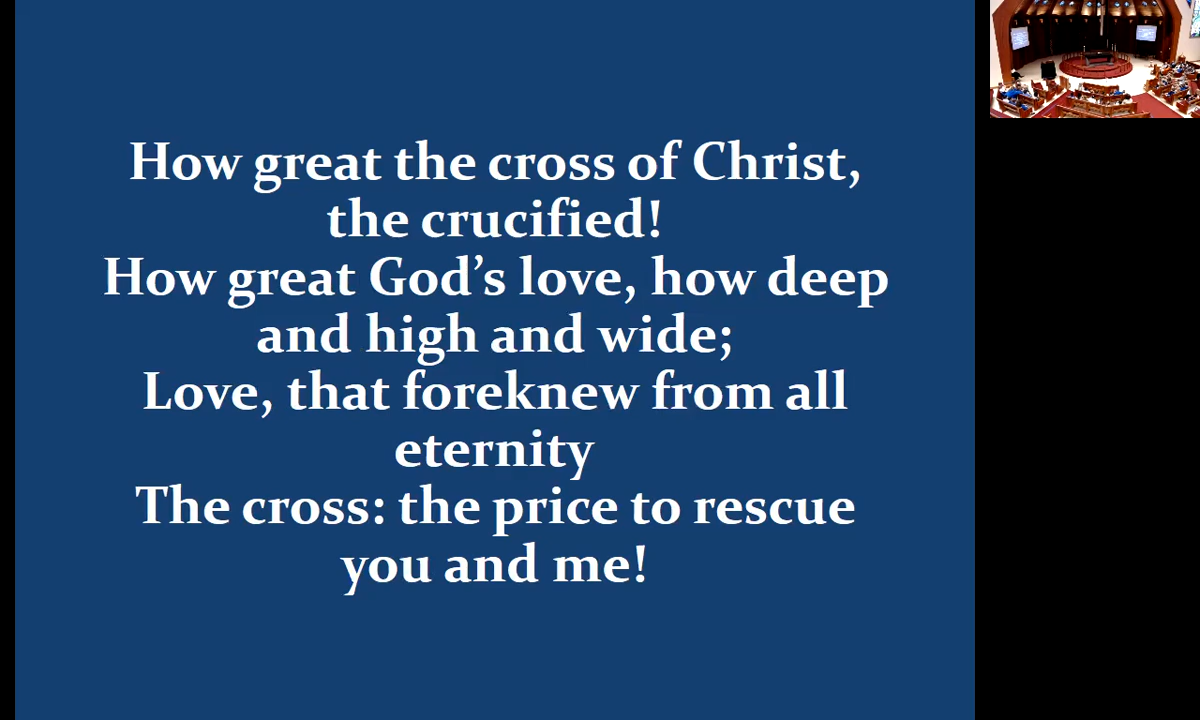 How great the cross of Christ,
the crucified!
How great God’s love, how deep
and high and wide;
Love, that foreknew from all
eternity
The cross: the price to rescue
you and me!